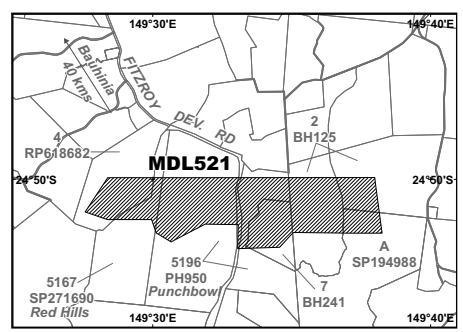 149°30'E
149°40'E
Bauhinia
40 kms
FITZROY
DEV. RD
2
BH125
4
RP618682
MDL521
24°50'S
24°50'S
A
SP194988
5196
PH950
Punchbowl
5167
SP271690
Red Hills
7
BH241
149°30'E
149°40'E